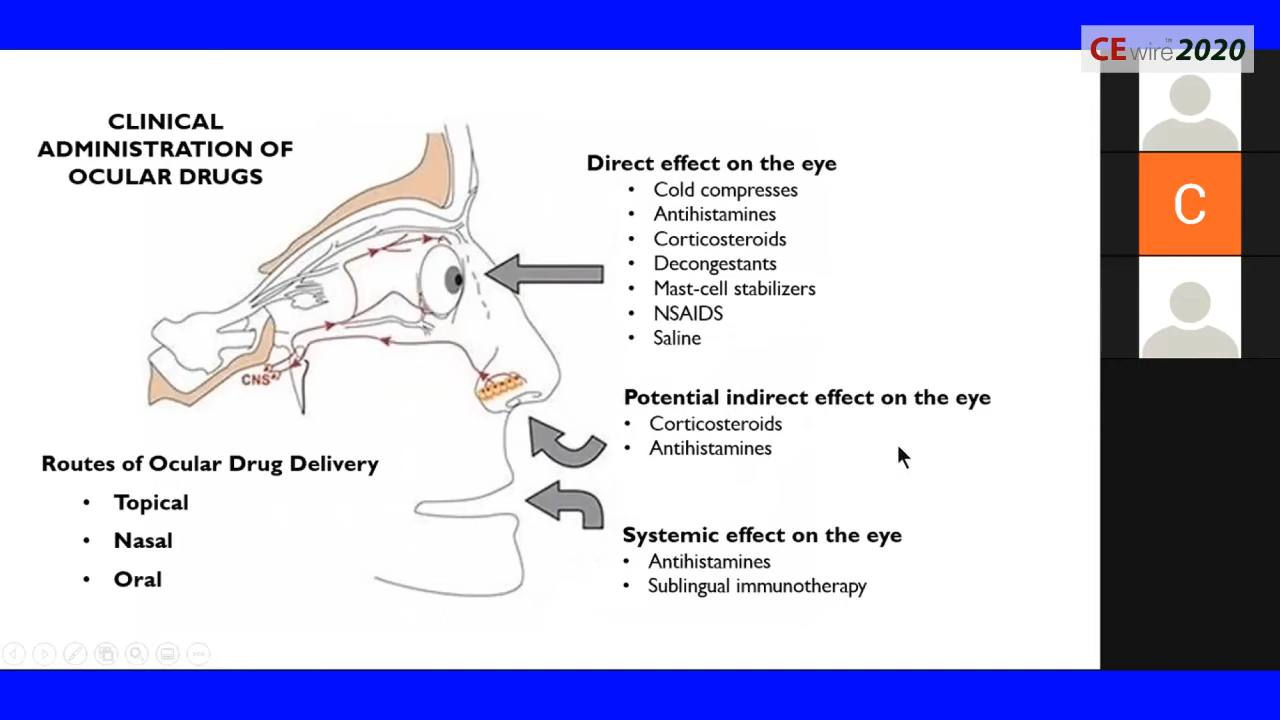 CEwire™2020
CLINICAL
ADMINISTRATION OF
OCULAR DRUGS
Direct effect on the eye
• Cold compresses
• Antihistamines
• Corticosteroids
• Decongestants
• Mast-cell stabilizers
• NSAIDS
• Saline
C
CNS
Potential indirect effect on the eye
• Corticosteroids
• Antihistamines
Routes of Ocular Drug Delivery
• Topical
• Nasal
• Oral
Systemic effect on the eye
• Antihistamines
• Sublingual immunotherapy